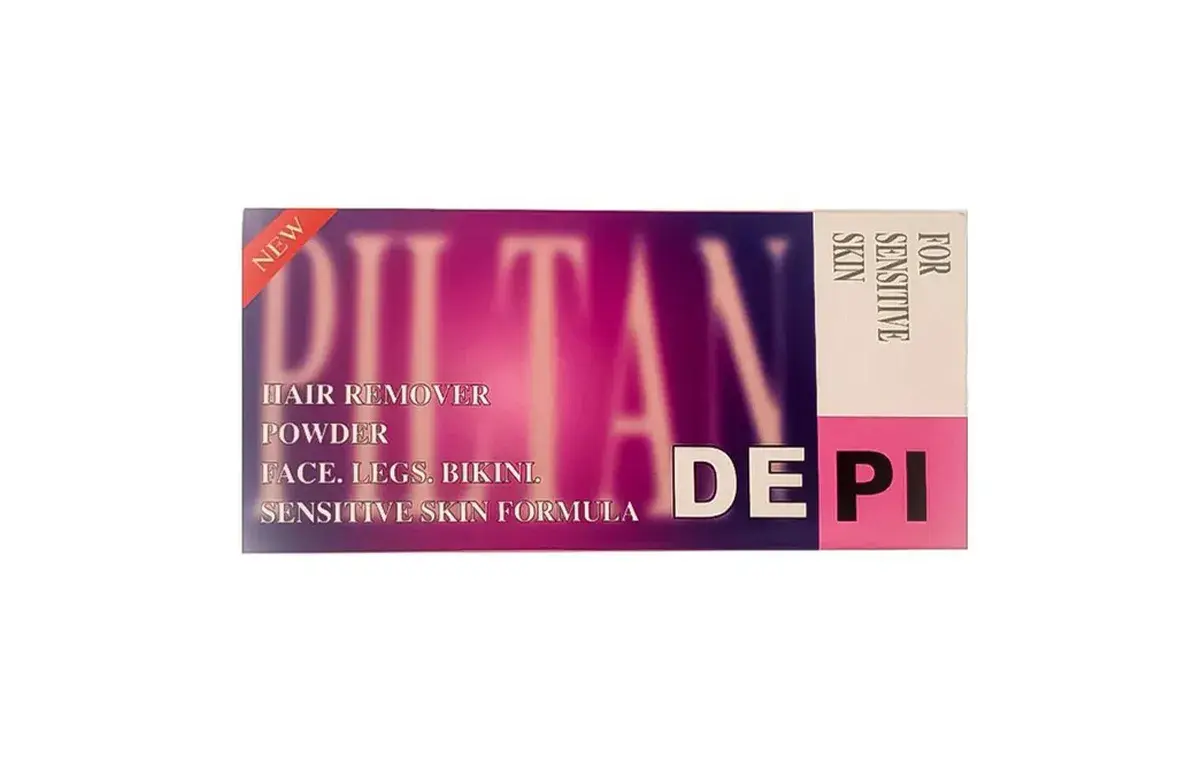 NEW
PILTAN
HAIR REMOVER
POWDER
FACE. LEGS. BIKINI.
SENSITIVE SKIN FORMULA
DEPI
FOR
SENSITIVE
SKIN